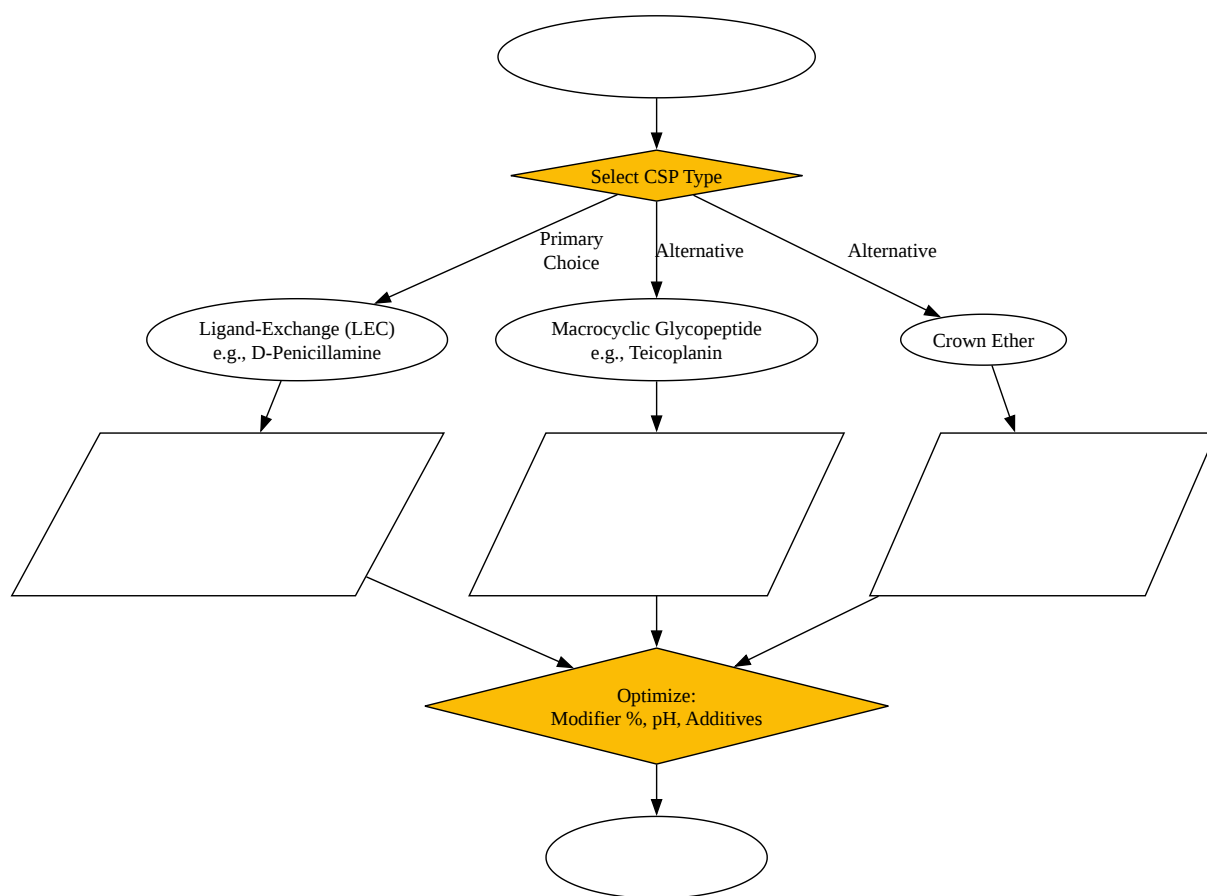 Select CSP Type
Primary
Choice
Alternative
Alternative
Ligand-Exchange (LEC)
e.g., D-Penicillamine
Macrocyclic Glycopeptide
e.g., Teicoplanin
Crown Ether
Optimize:
Modifier %, pH, Additives